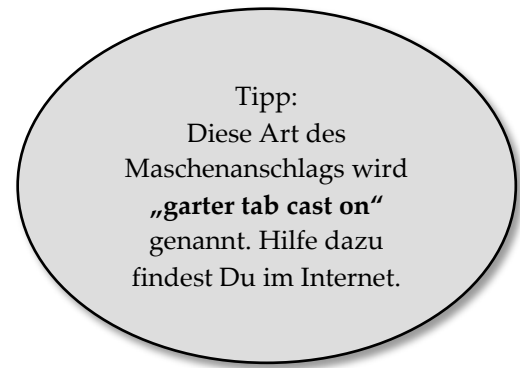 Tipp:
Diese Art des
Maschenanschlags wird
„garter tab cast on“
genannt. Hilfe dazu
findest Du im Internet.